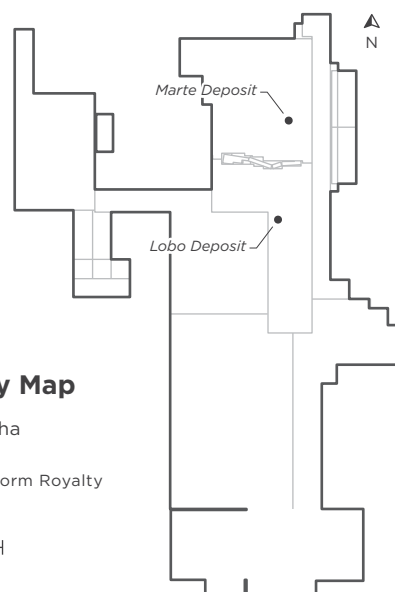 N
Marte Deposit
Lobo Deposit
y Map
ha
orm Royalty